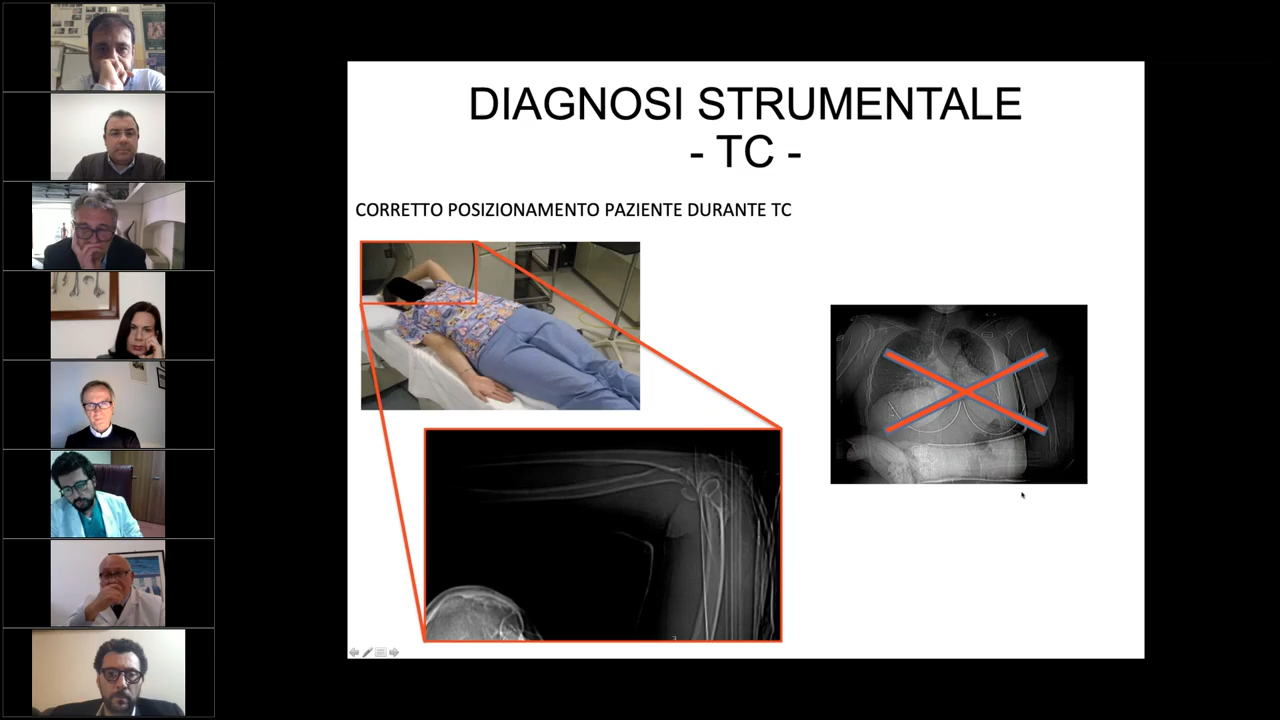 DIAGNOSI STRUMENTALE
- TC -
CORRETTO POSIZIONAMENTO PAZIENTE DURANTE TC